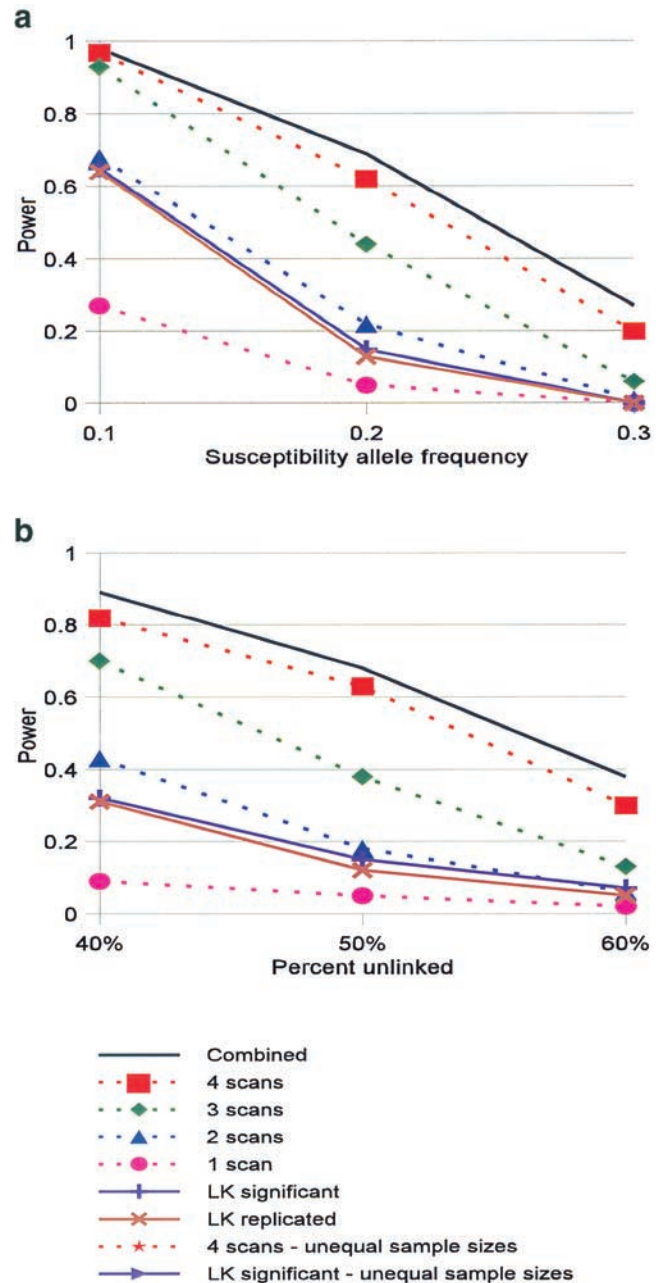 a
1
0.8
0.6
0.4
0.2
0
Power
0.1 0.2 0.3
Susceptibility allele frequency
b
1
0.8
0.6
0.4
0.2
0
Power
40% 50% 60%
Percent unlinked
Combined
4 scans
3 scans
2 scans
1 scan
LK significant
LK replicated
4 scans - unequal sample sizes
LK significant - unequal sample sizes